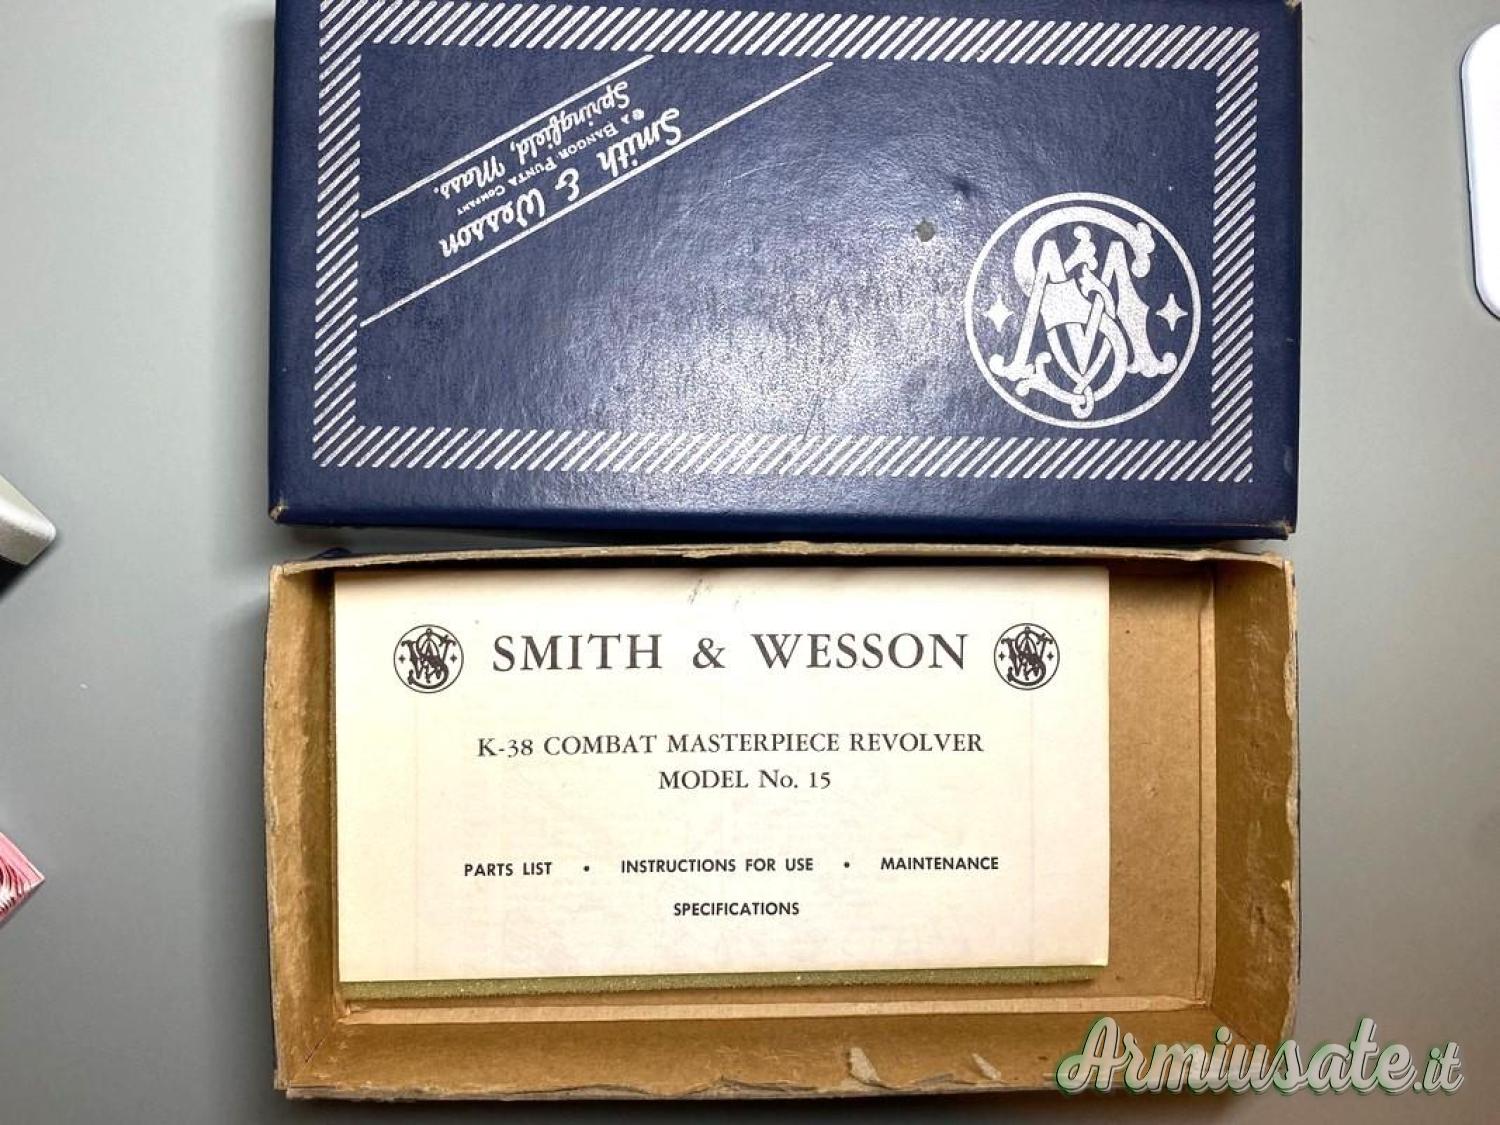 Smith & Wesson
A BANGOR PUNTA COMPANY
Springfield, Mass.
SMITH & WESSON
K-38 COMBAT MASTERPIECE REVOLVER
MODEL No. 15
PARTS LIST • INSTRUCTIONS FOR USE • MAINTENANCE
SPECIFICATIONS
Armiusate.it